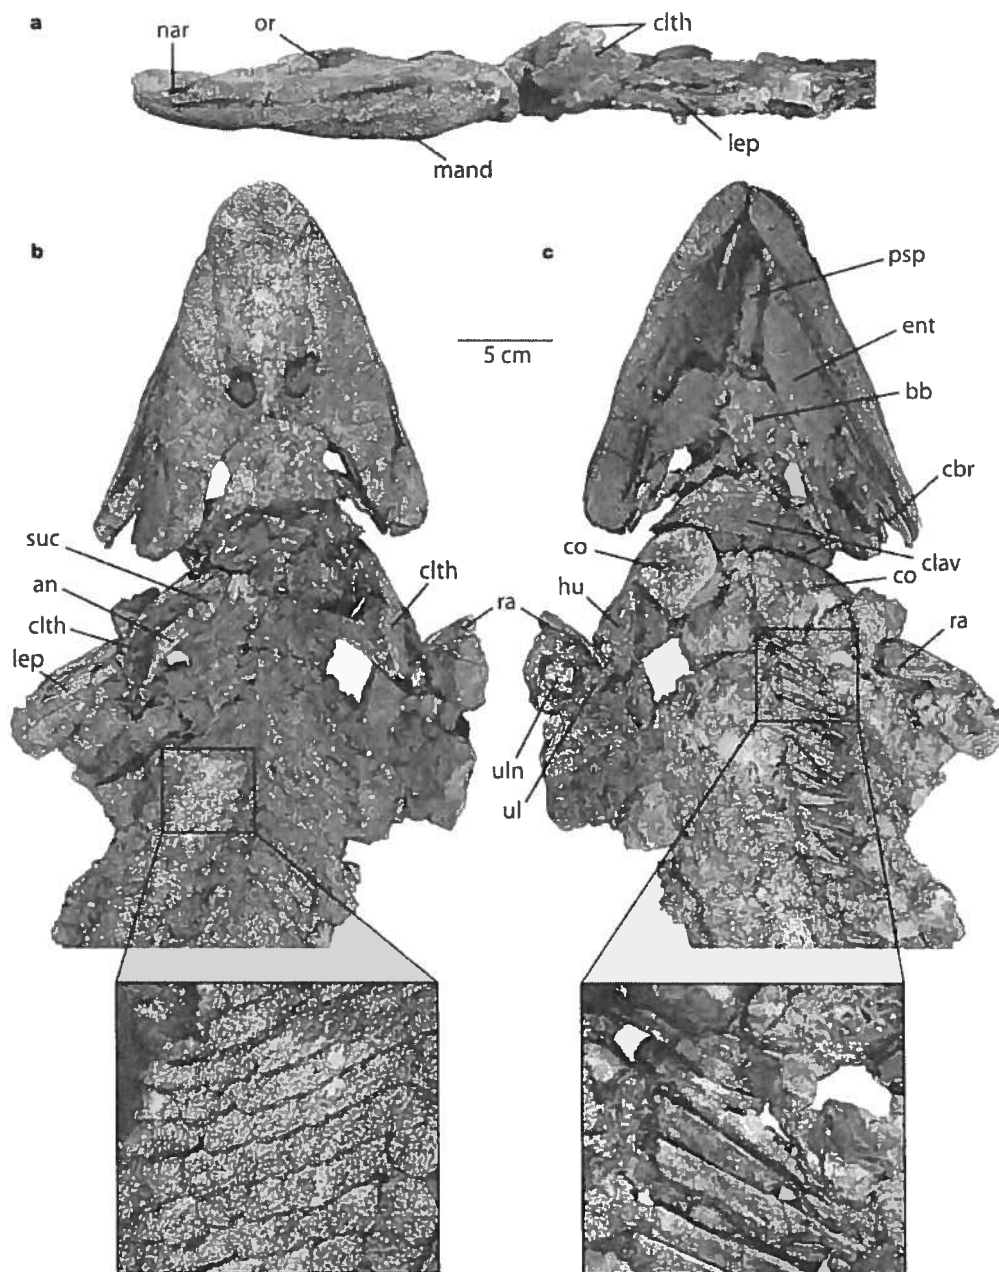 a
nar
or
clth
lep
mand
b
c
psp
ent
5 cm
bb
cbr
suc
co
clav
an
clth
hu
co
clth
ra
ra
lep
uln
ul